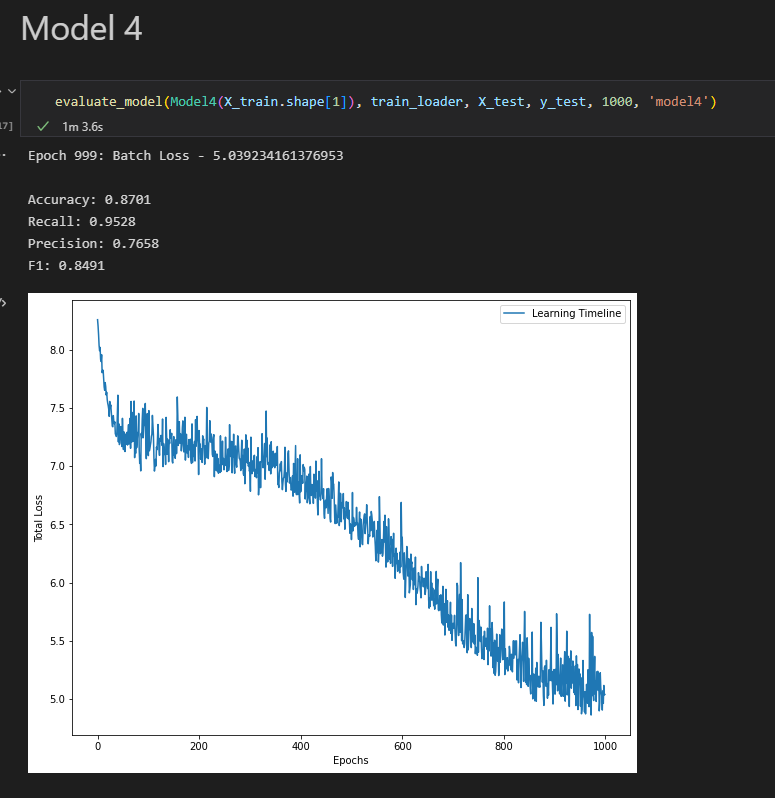 Model 4
evaluate_model(Model4(X_train.shape[1]), train_loader, X_test, y_test, 1000, 'model4')
17]
1m 3.6s
Epoch 999: Batch Loss - 5.039234161376953
Accuracy: 0.8701
Recall: 0.9528
Precision: 0.7658
F1: 0.8491
Learning Timeline
8.0
7.5
7.0
6.5
6.0
5.5
5.0
Total Loss
0 200 400 600 800 1000
Epochs